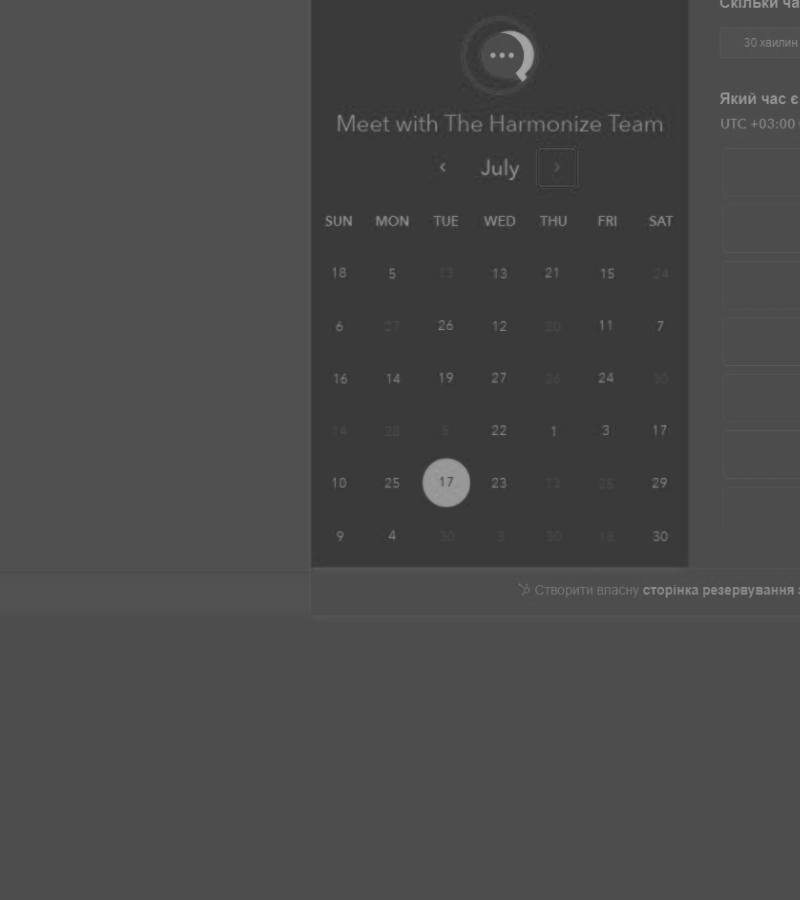 Скільки ча
30 хвилин
Який час є
UTC +03:00
Meet with The Harmonize Team
July
SUN MON TUE WED THU FRI SAT
18 5 13 13 21 15 24
6 27 26 12 20 11 7
16 14 19 27 26 24 30
14 28 5 22 1 3 17
10 25 17 23 13 25 29
9 4 30 30 18 30
Створити власну сторінка резервування